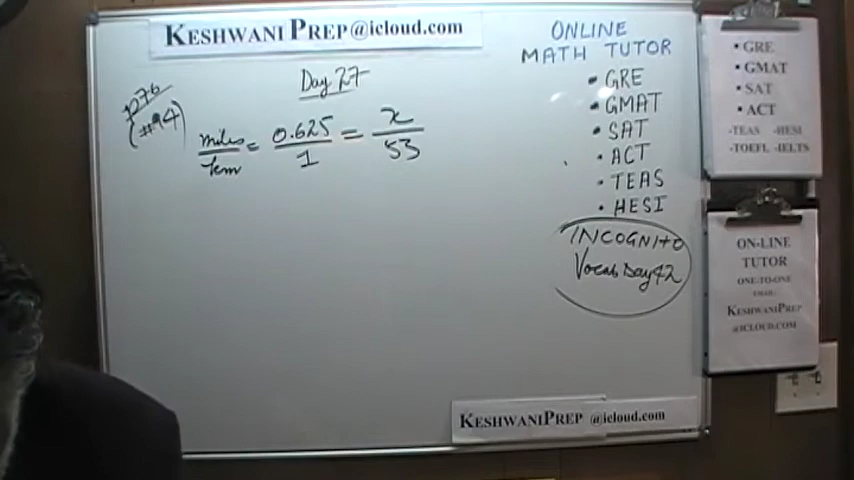 KESHWANI PREP@icloud.com
Day 27
p76
(#94)
miles/km = 0.625/1 = x/53
ONLINE
MATH TUTOR
• GRE
• GMAT
• SAT
• ACT
• TEAS
• HESI
INCOGNITO
Vocab Day 42
• GRE
• GMAT
• SAT
• ACT
-TEAS -HESI
-TOEFL -IELTS
ON-LINE
TUTOR
ONE-TO-ONE
EMAIL:
KESHWANIPREP
@ICLOUD.COM
KESHWANIPREP @icloud.com